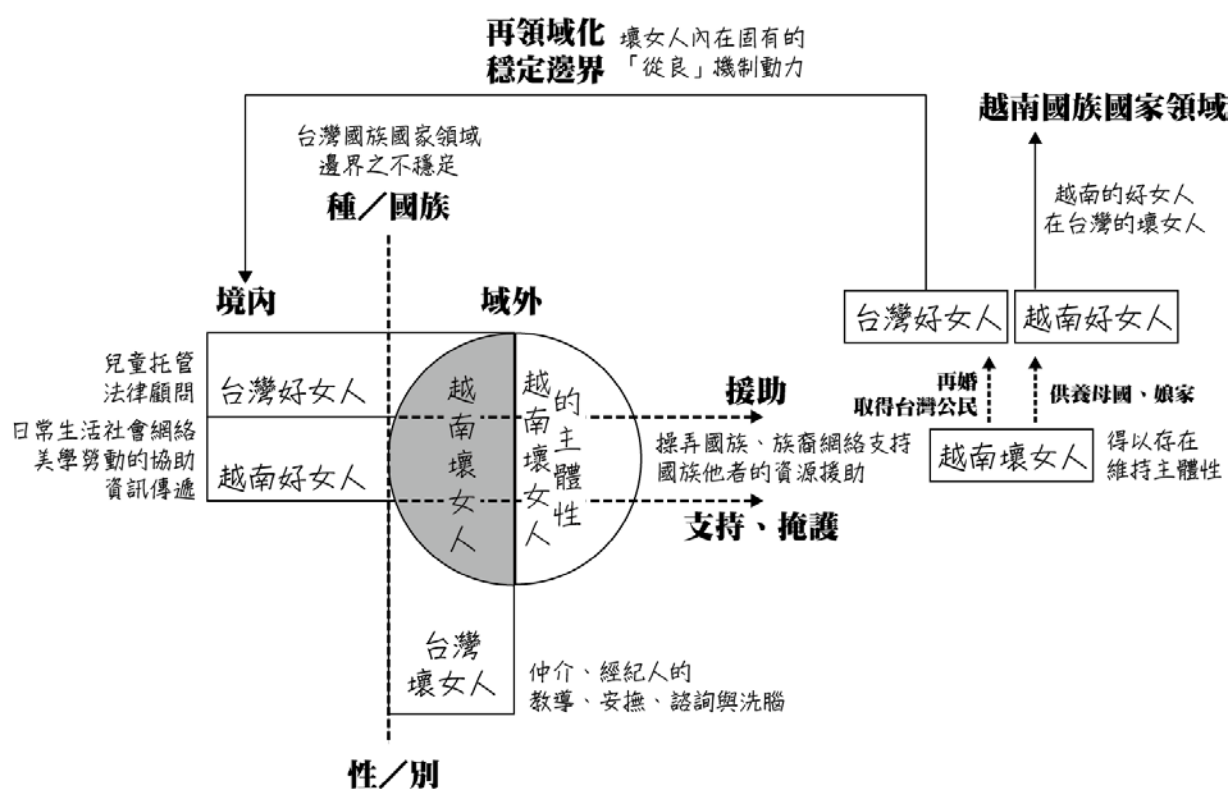 再領域化
穩定邊界
壞女人內在固有的
「從良」機制動力
越南國族國家領域
台灣國族國家領域
邊界之不穩定
種／國族
越南的好女人
在台灣的壞女人
境內
域外
台灣好女人
越南好女人
兒童托管
法律顧問
台灣好女人
日常生活社會網絡
美學勞動的協助
資訊傳遞
越南好女人
越南壞女人
越南壞女人
的主體性
援助
操弄國族、族裔網絡支持
國族他者的資源援助
支持、掩護
再婚
取得台灣公民
供養母國、娘家
越南壞女人
得以存在
維持主體性
台灣
壞女人
仲介、經紀人的
教導、安撫、諮詢與洗腦
性／別